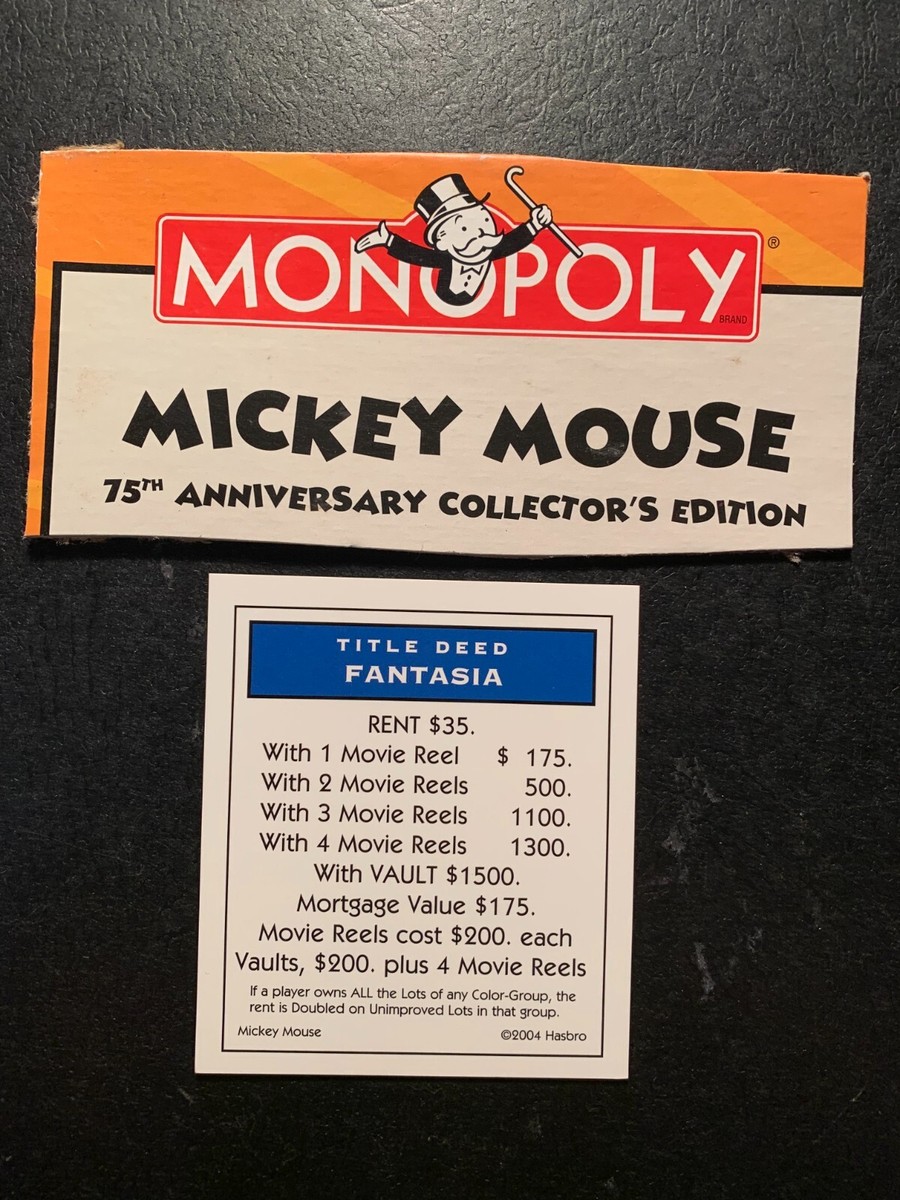 MONOPOLY ®
BRAND
MICKEY MOUSE
75TH ANNIVERSARY COLLECTOR'S EDITION
TITLE DEED
FANTASIA
RENT $35.
With 1 Movie Reel $ 175.
With 2 Movie Reels 500.
With 3 Movie Reels 1100.
With 4 Movie Reels 1300.
With VAULT $1500.
Mortgage Value $175.
Movie Reels cost $200. each
Vaults, $200. plus 4 Movie Reels
If a player owns ALL the Lots of any Color-Group, the
rent is Doubled on Unimproved Lots in that group.
Mickey Mouse ©2004 Hasbro